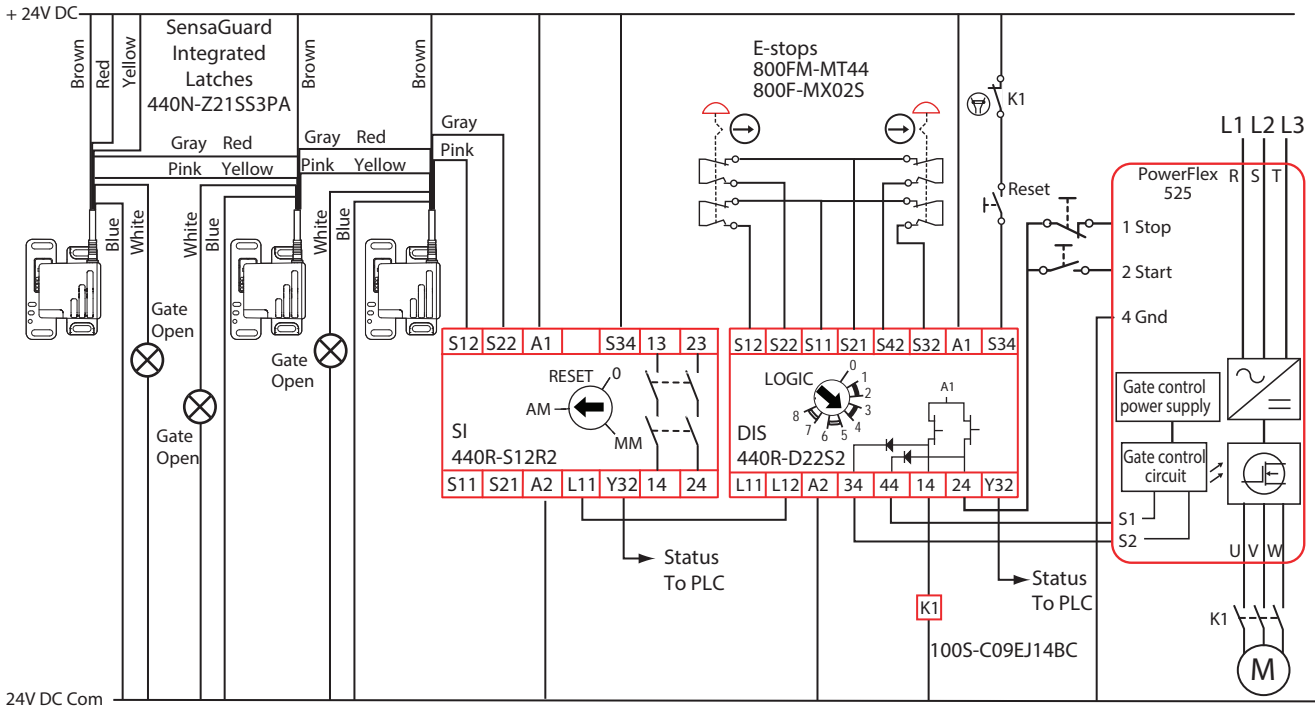 + 24V DC
SensaGuard
Integrated
Latches
440N-Z21SS3PA
Brown
Red
Yellow
Brown
Brown
Gray Red
Pink Yellow
Gray Red
Pink Yellow
Gray
Pink
Blue
White
White
Blue
White
Blue
Gate
Open
Gate
Open
Gate
Open
E-stops
800FM-MT44
800F-MX02S
K1
Reset
L1 L2 L3
PowerFlex
525
R S T
1 Stop
2 Start
4 Gnd
Gate control
power supply
Gate control
circuit
S1
S2
U V W
K1
M
S12 S22 A1 S34 13 23
RESET
0
AM
MM
SI
440R-S12R2
S11 S21 A2 L11 Y32 14 24
Status
To PLC
S12 S22 S11 S21 S42 S32 A1 S34
LOGIC
0
1
2
3
4
5
6
7
8
A1
DIS
440R-D22S2
L11 L12 A2 34 44 14 24 Y32
Status
To PLC
K1
100S-C09EJ14BC
24V DC Com